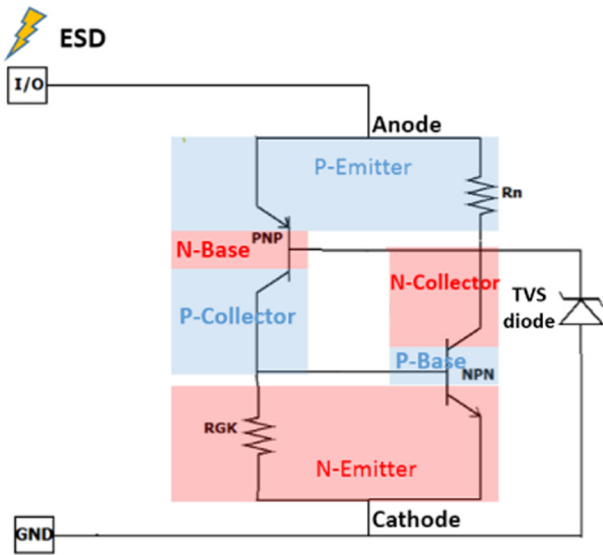 ESD
I/O
Anode
P-Emitter
Rn
PNP
N-Base
N-Collector
TVS
diode
P-Collector
P-Base
NPN
RGK
N-Emitter
Cathode
GND